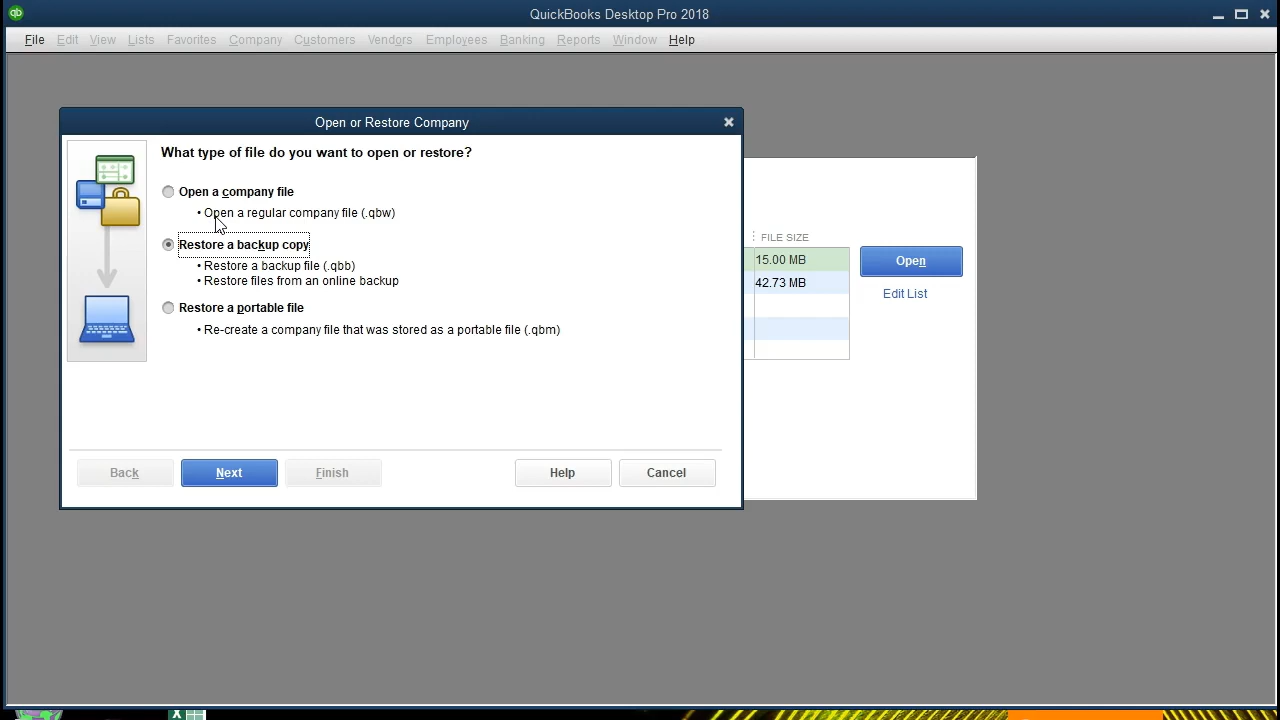 qb
QuickBooks Desktop Pro 2018
File Edit View Lists Favorites Company Customers Vendors Employees Banking Reports Window Help
Open or Restore Company
What type of file do you want to open or restore?
Open a company file
• Open a regular company file (.qbw)
Restore a backup copy
• Restore a backup file (.qbb)
• Restore files from an online backup
Restore a portable file
• Re-create a company file that was stored as a portable file (.qbm)
Back Next Finish Help Cancel
FILE SIZE
15.00 MB
42.73 MB
Open
Edit List
X